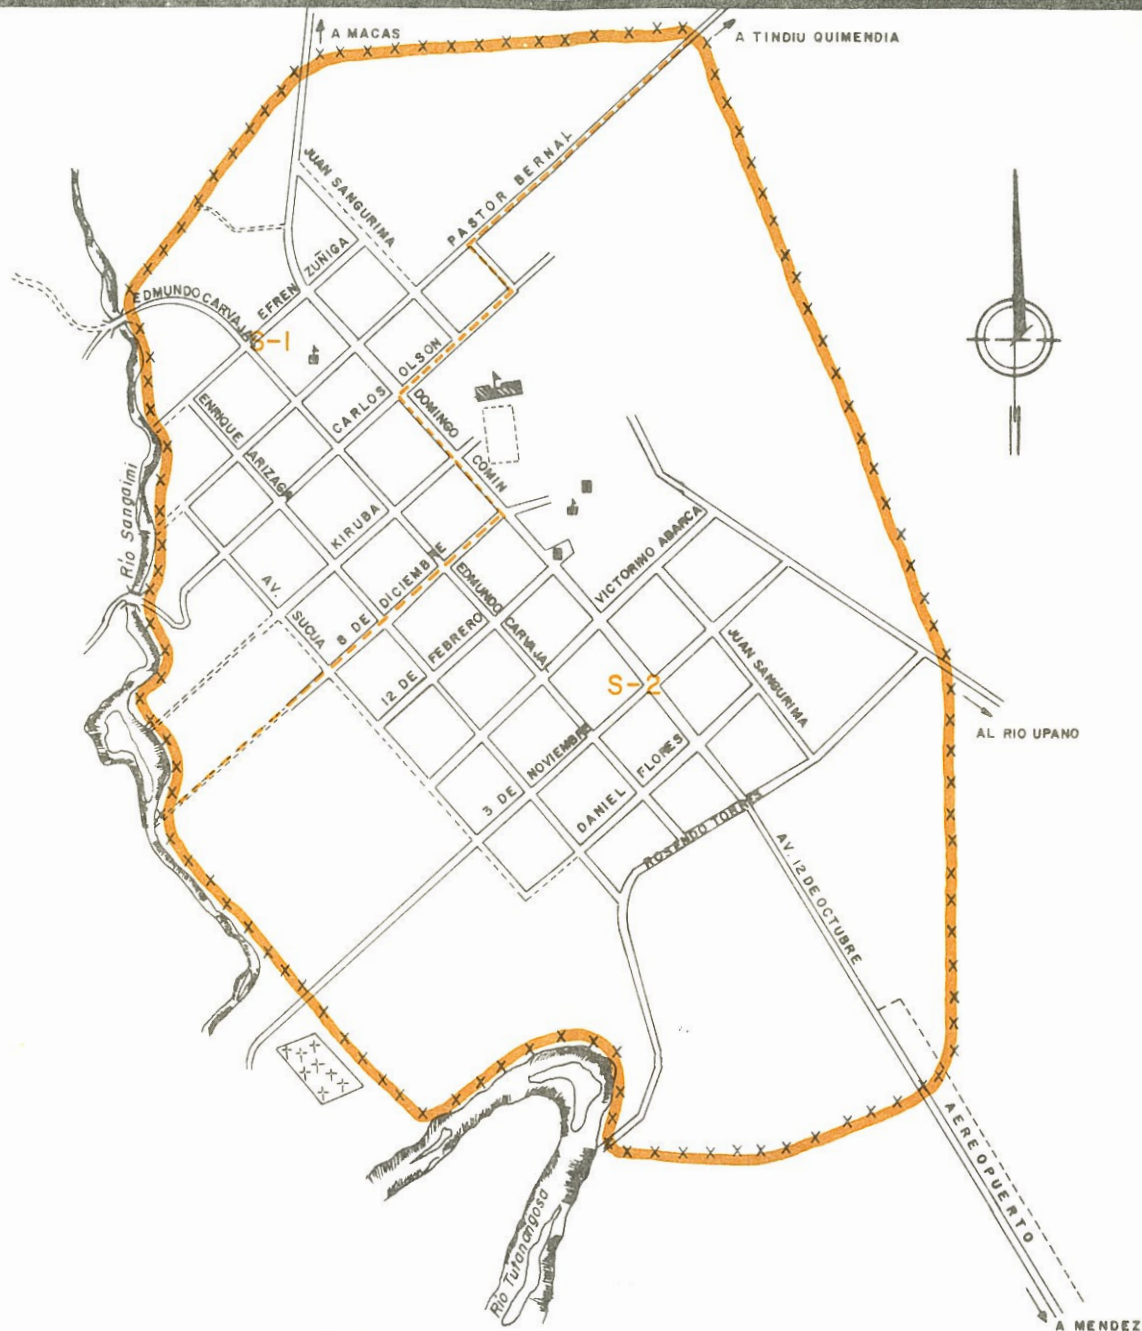 A MACAS
A TINDIU QUIMENDIA
JUAN SANGURIMA
PASTOR BERNAL
EFREN ZUÑIGA
EDMUNDO CARVAJAL
S-1
CARLOS OLSON
DOMINGO COMIN
ENRIQUE ARIZAGA
KIRUBA
Río Sangaimi
AV. SUCUA
8 DE DICIEMBRE
EDMUNDO CARVAJAL
12 DE FEBRERO
VICTORINO ABARCA
JUAN SANGURIMA
S-2
AL RIO UPANO
3 DE NOVIEMBRE
DANIEL FLORES
ROSENDO TORRES
AV. 12 DE OCTUBRE
AEREOPUERTO
Río Tutanangosa
A MENDEZ